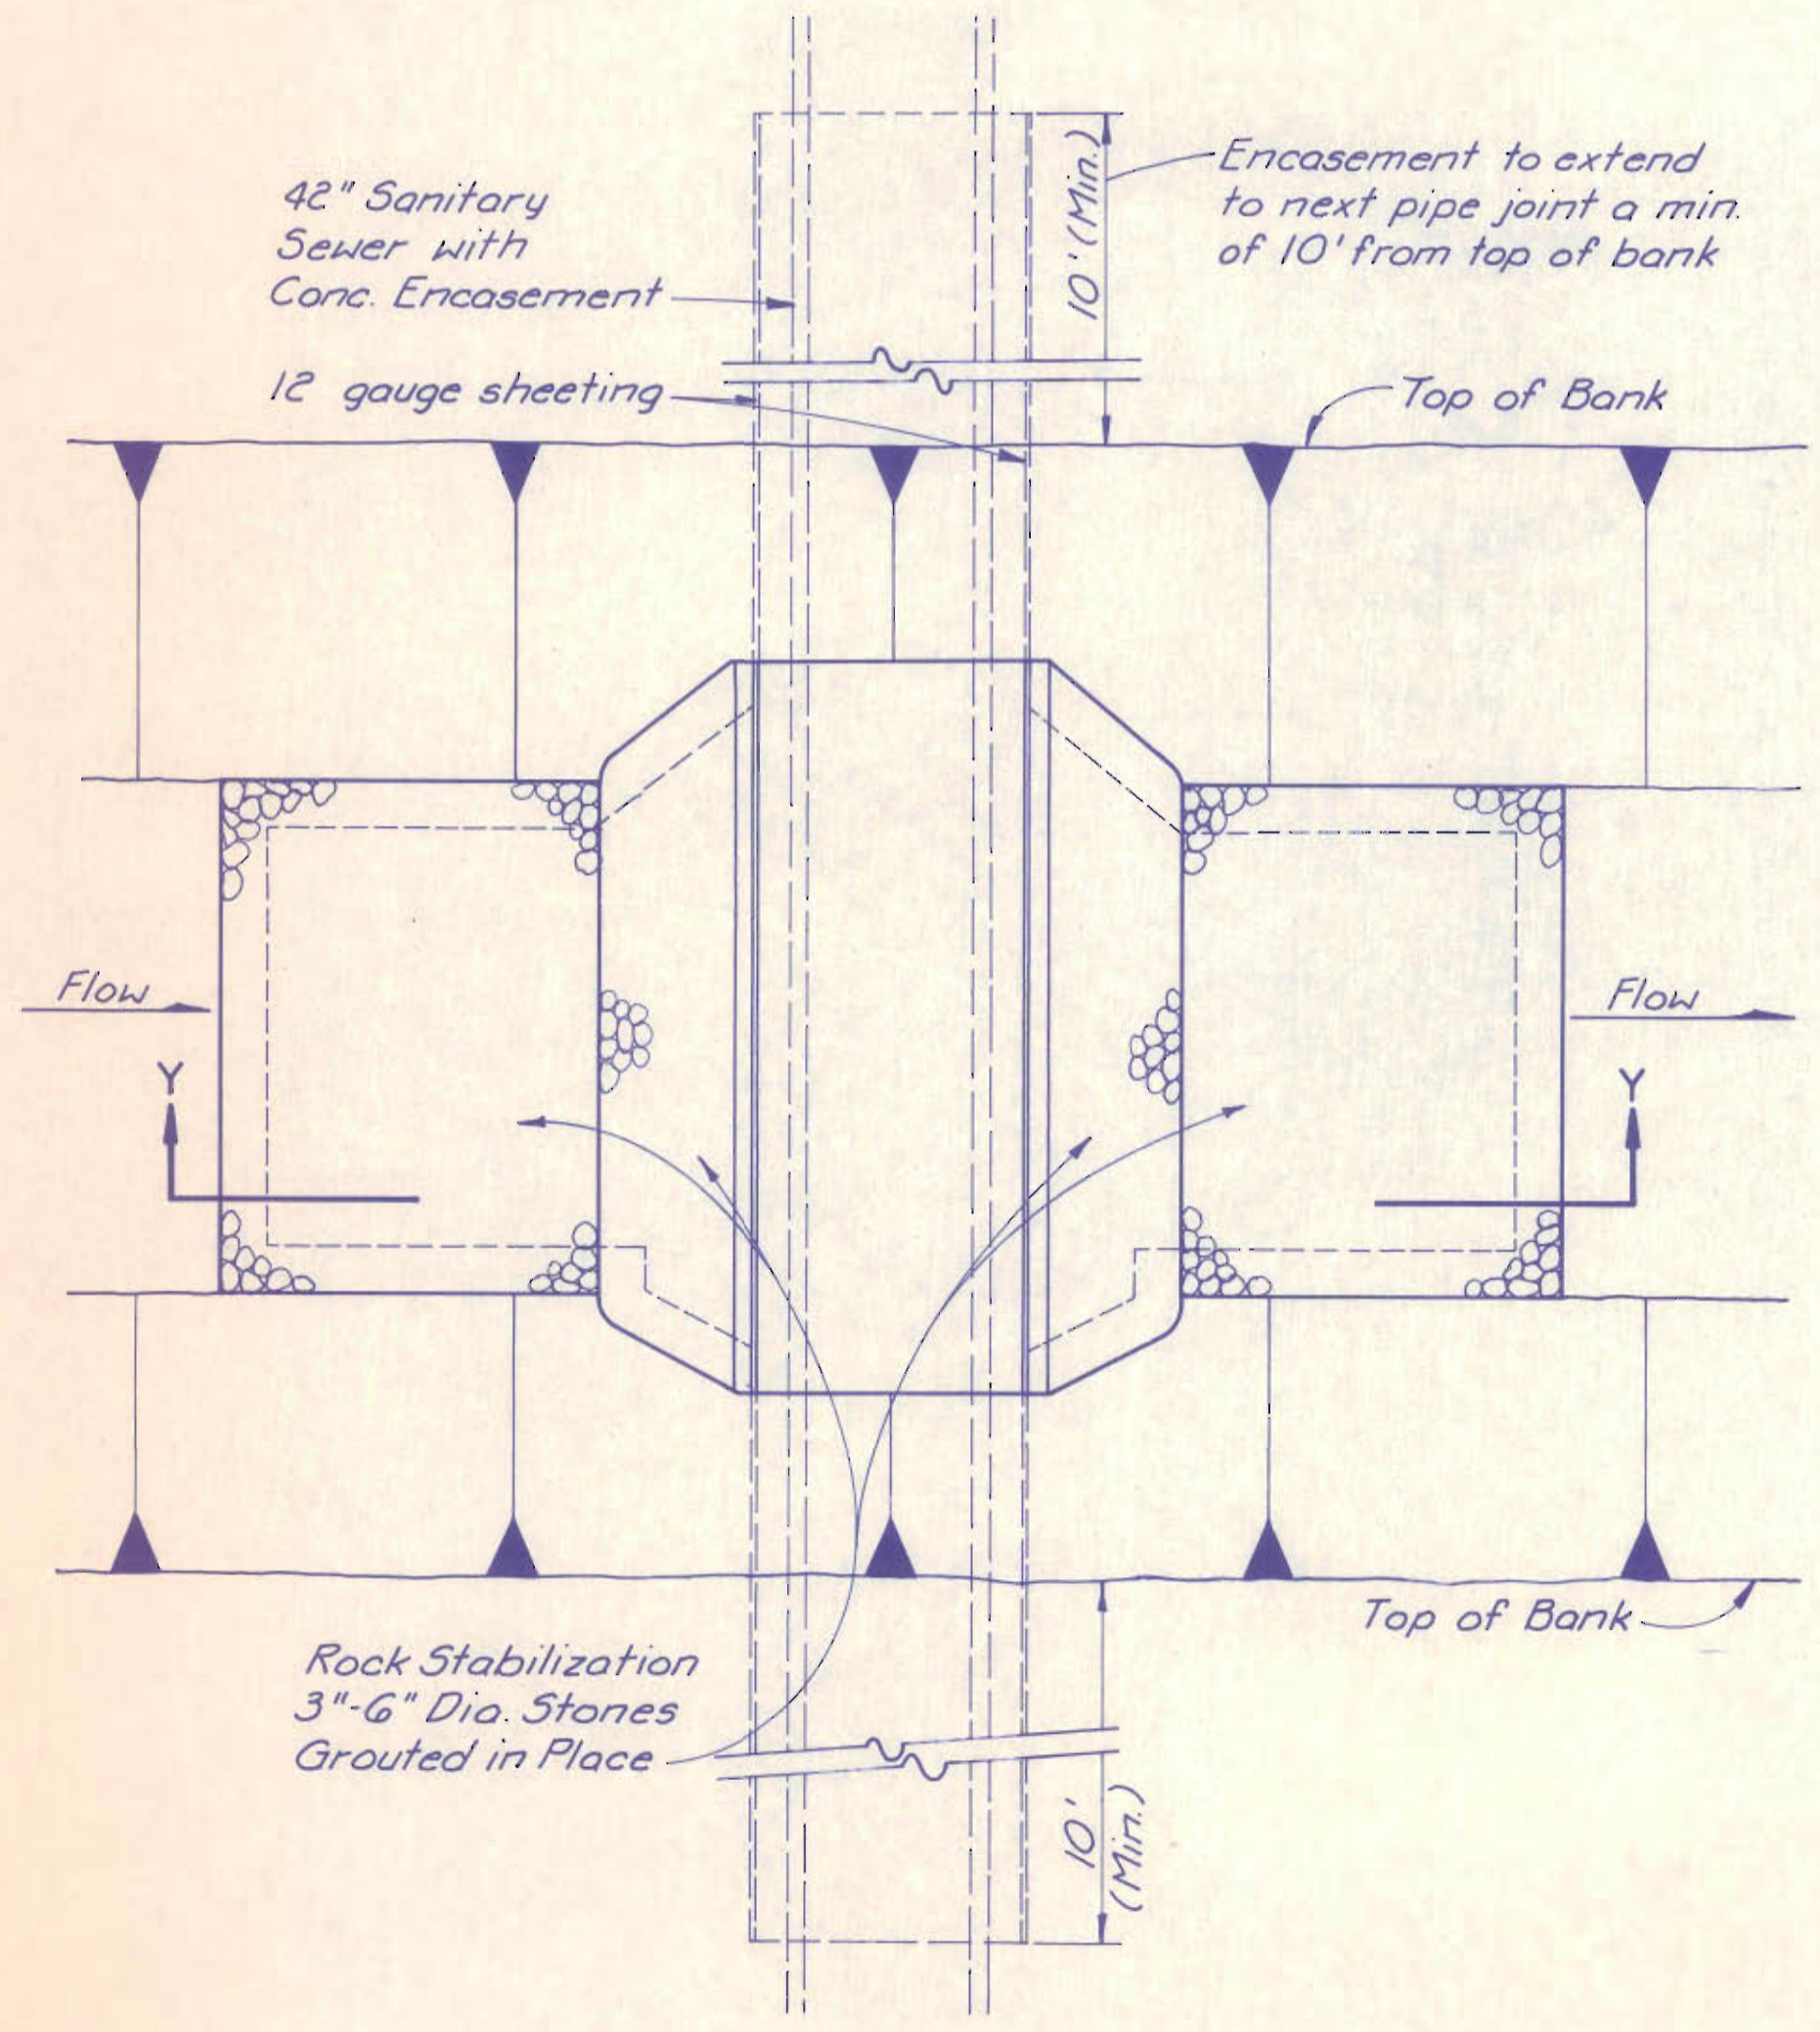 42" Sanitary
Sewer with
Conc. Encasement
12 gauge sheeting
10' (Min.)
Encasement to extend
to next pipe joint a min.
of 10' from top of bank
Top of Bank
Flow
Flow
Y
Y
Top of Bank
Rock Stabilization
3"-6" Dia. Stones
Grouted in Place
10'
(Min.)